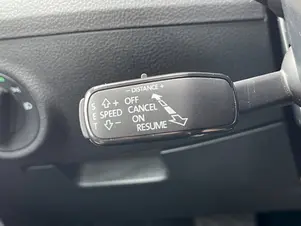 - DISTANCE +
S + OFF
E SPEED CANCEL
T - ON
RESUME